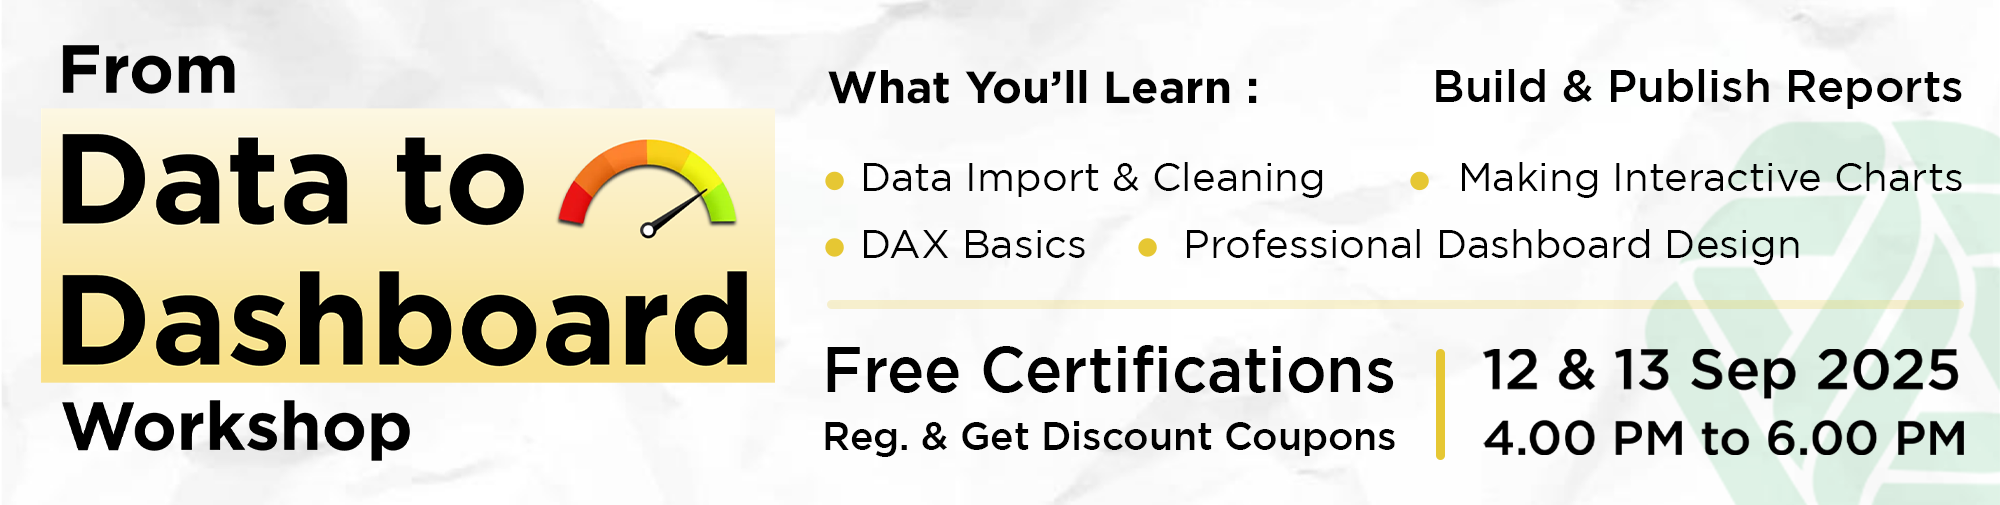 From
Data to
Dashboard
Workshop
What You’ll Learn :
Build & Publish Reports
Data Import & Cleaning
Making Interactive Charts
DAX Basics
Professional Dashboard Design
Free Certifications
Reg. & Get Discount Coupons
12 & 13 Sep 2025
4.00 PM to 6.00 PM